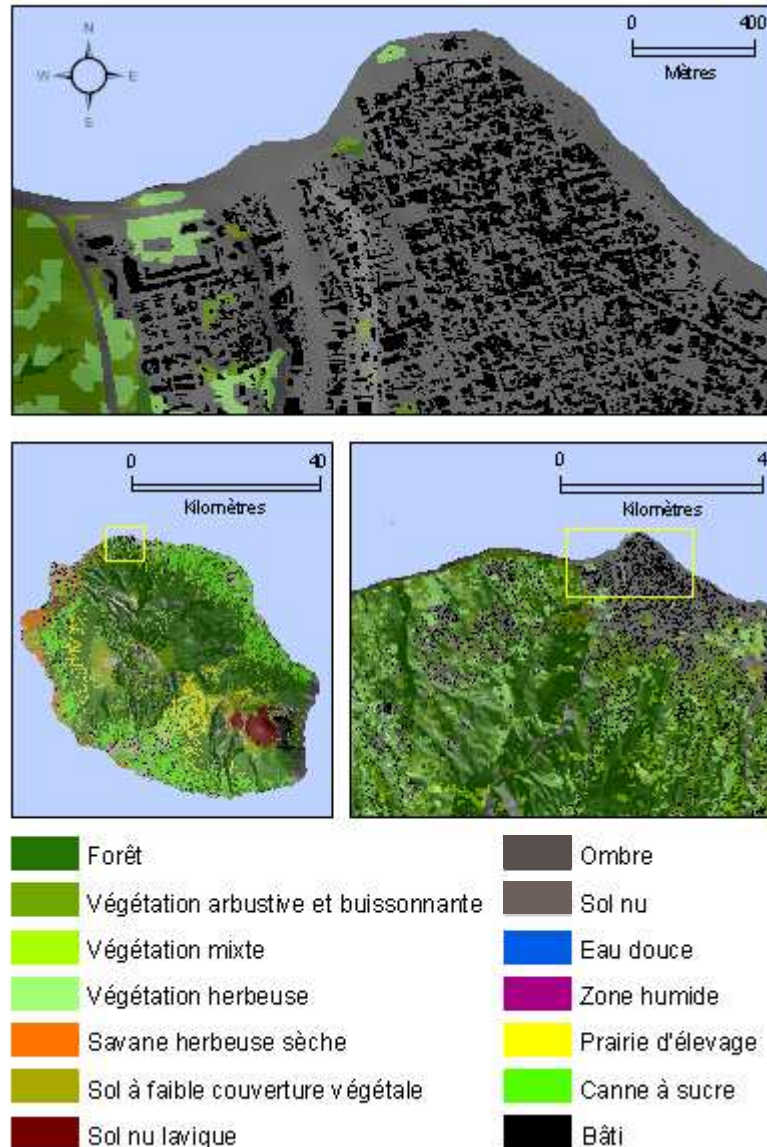 0 400
Mètres
N
W E
S
0 40
Kilomètres
0 4
Kilomètres
Forêt
Végétation arbustive et buissonnante
Végétation mixte
Végétation herbeuse
Savane herbeuse sèche
Sol à faible couverture végétale
Sol nu lavique
Ombre
Sol nu
Eau douce
Zone humide
Prairie d'élevage
Canne à sucre
Bâti